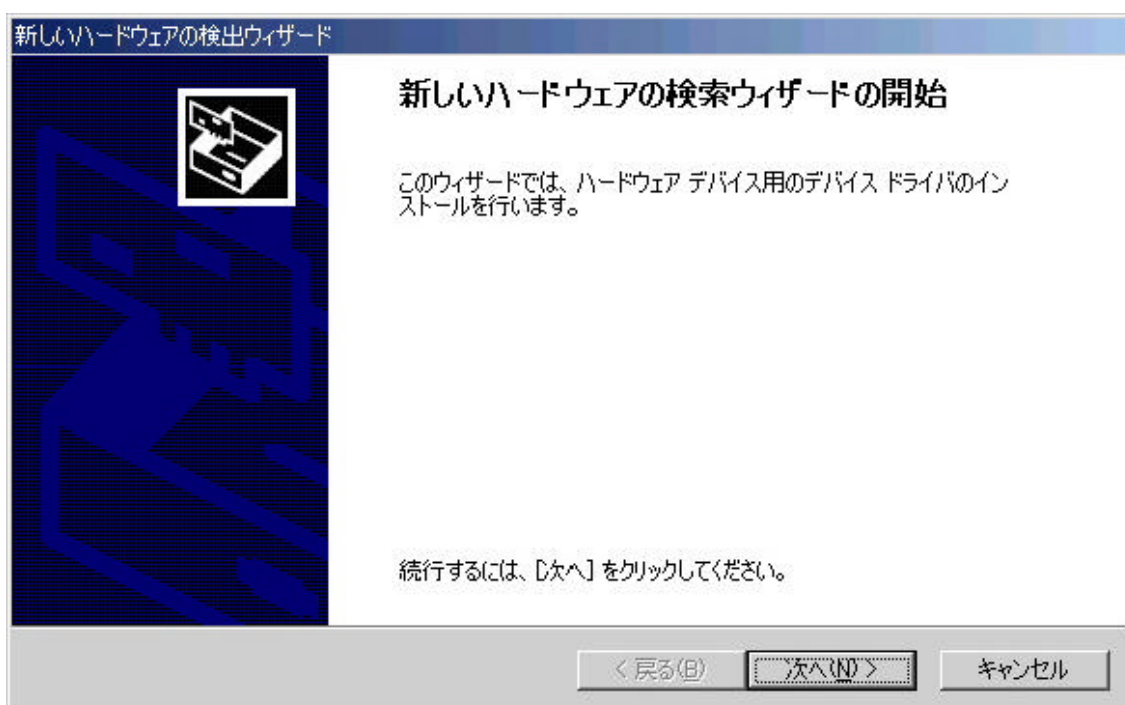 新しいハードウェアの検出ウィザード
新しいハードウェアの検索ウィザードの開始
このウィザードでは、ハードウェア デバイス用のデバイス ドライバのイン
ストールを行います。
続行するには、[次へ] をクリックしてください。
< 戻る(B)
次へ(N) >
キャンセル